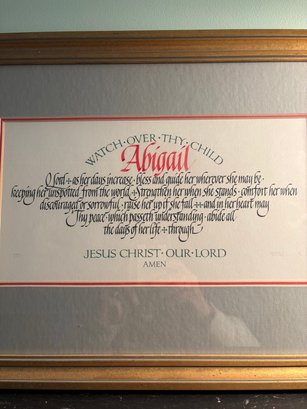 WATCH·OVER·THY·CHILD
Abigail
O Lord + as her days increase · bless and guide her wherever she may be ·
keeping her unspotted from the world + strengthen her when she stands · comfort her when
discouraged or sorrowful · raise her up if she fall ++ and in her heart may
Thy peace · which passeth understanding · abide all
the days of her life + through
JESUS CHRIST · OUR · LORD
AMEN